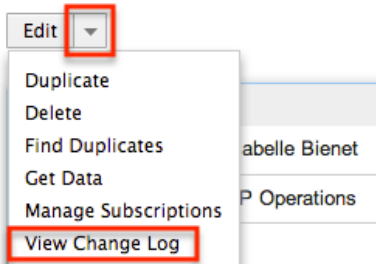 Edit
Duplicate
Delete
Find Duplicates
abelle Bienet
Get Data
Manage Subscriptions
P Operations
View Change Log